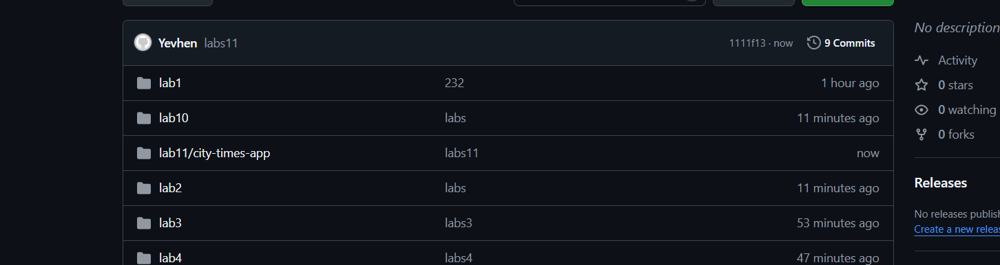 Yevhen labs11 1111f13 · now 9 Commits
lab1 232 1 hour ago
lab10 labs 11 minutes ago
lab11/city-times-app labs11 now
lab2 labs 11 minutes ago
lab3 labs3 53 minutes ago
lab4 labs4 47 minutes ago
No description
Activity
0 stars
0 watching
0 forks
Releases
No releases publish
Create a new releas